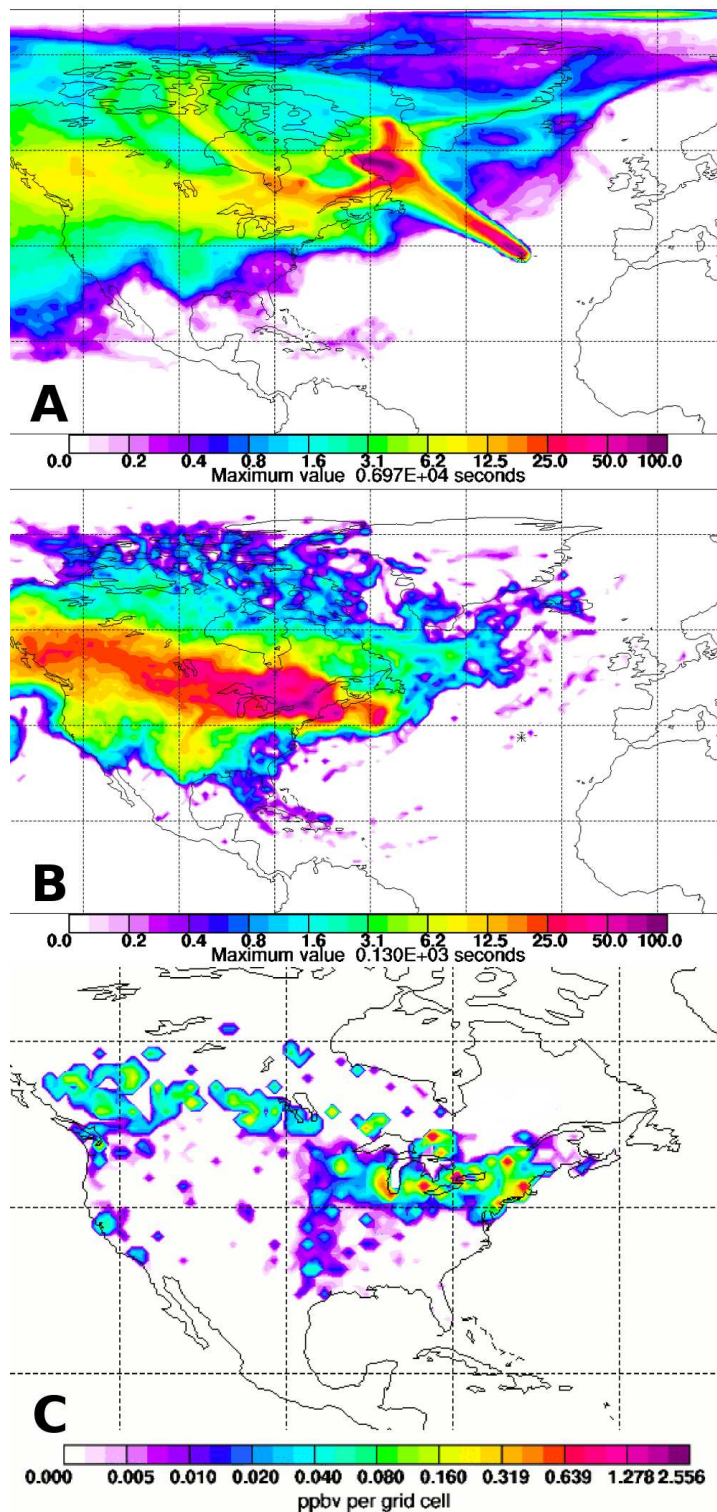 A
0.0 0.2 0.4 0.8 1.6 3.1 6.2 12.5 25.0 50.0 100.0
Maximum value 0.697E+04 seconds
B
0.0 0.2 0.4 0.8 1.6 3.1 6.2 12.5 25.0 50.0 100.0
Maximum value 0.130E+03 seconds
C
0.000 0.005 0.010 0.020 0.040 0.080 0.160 0.319 0.639 1.278 2.556
ppbv per grid cell